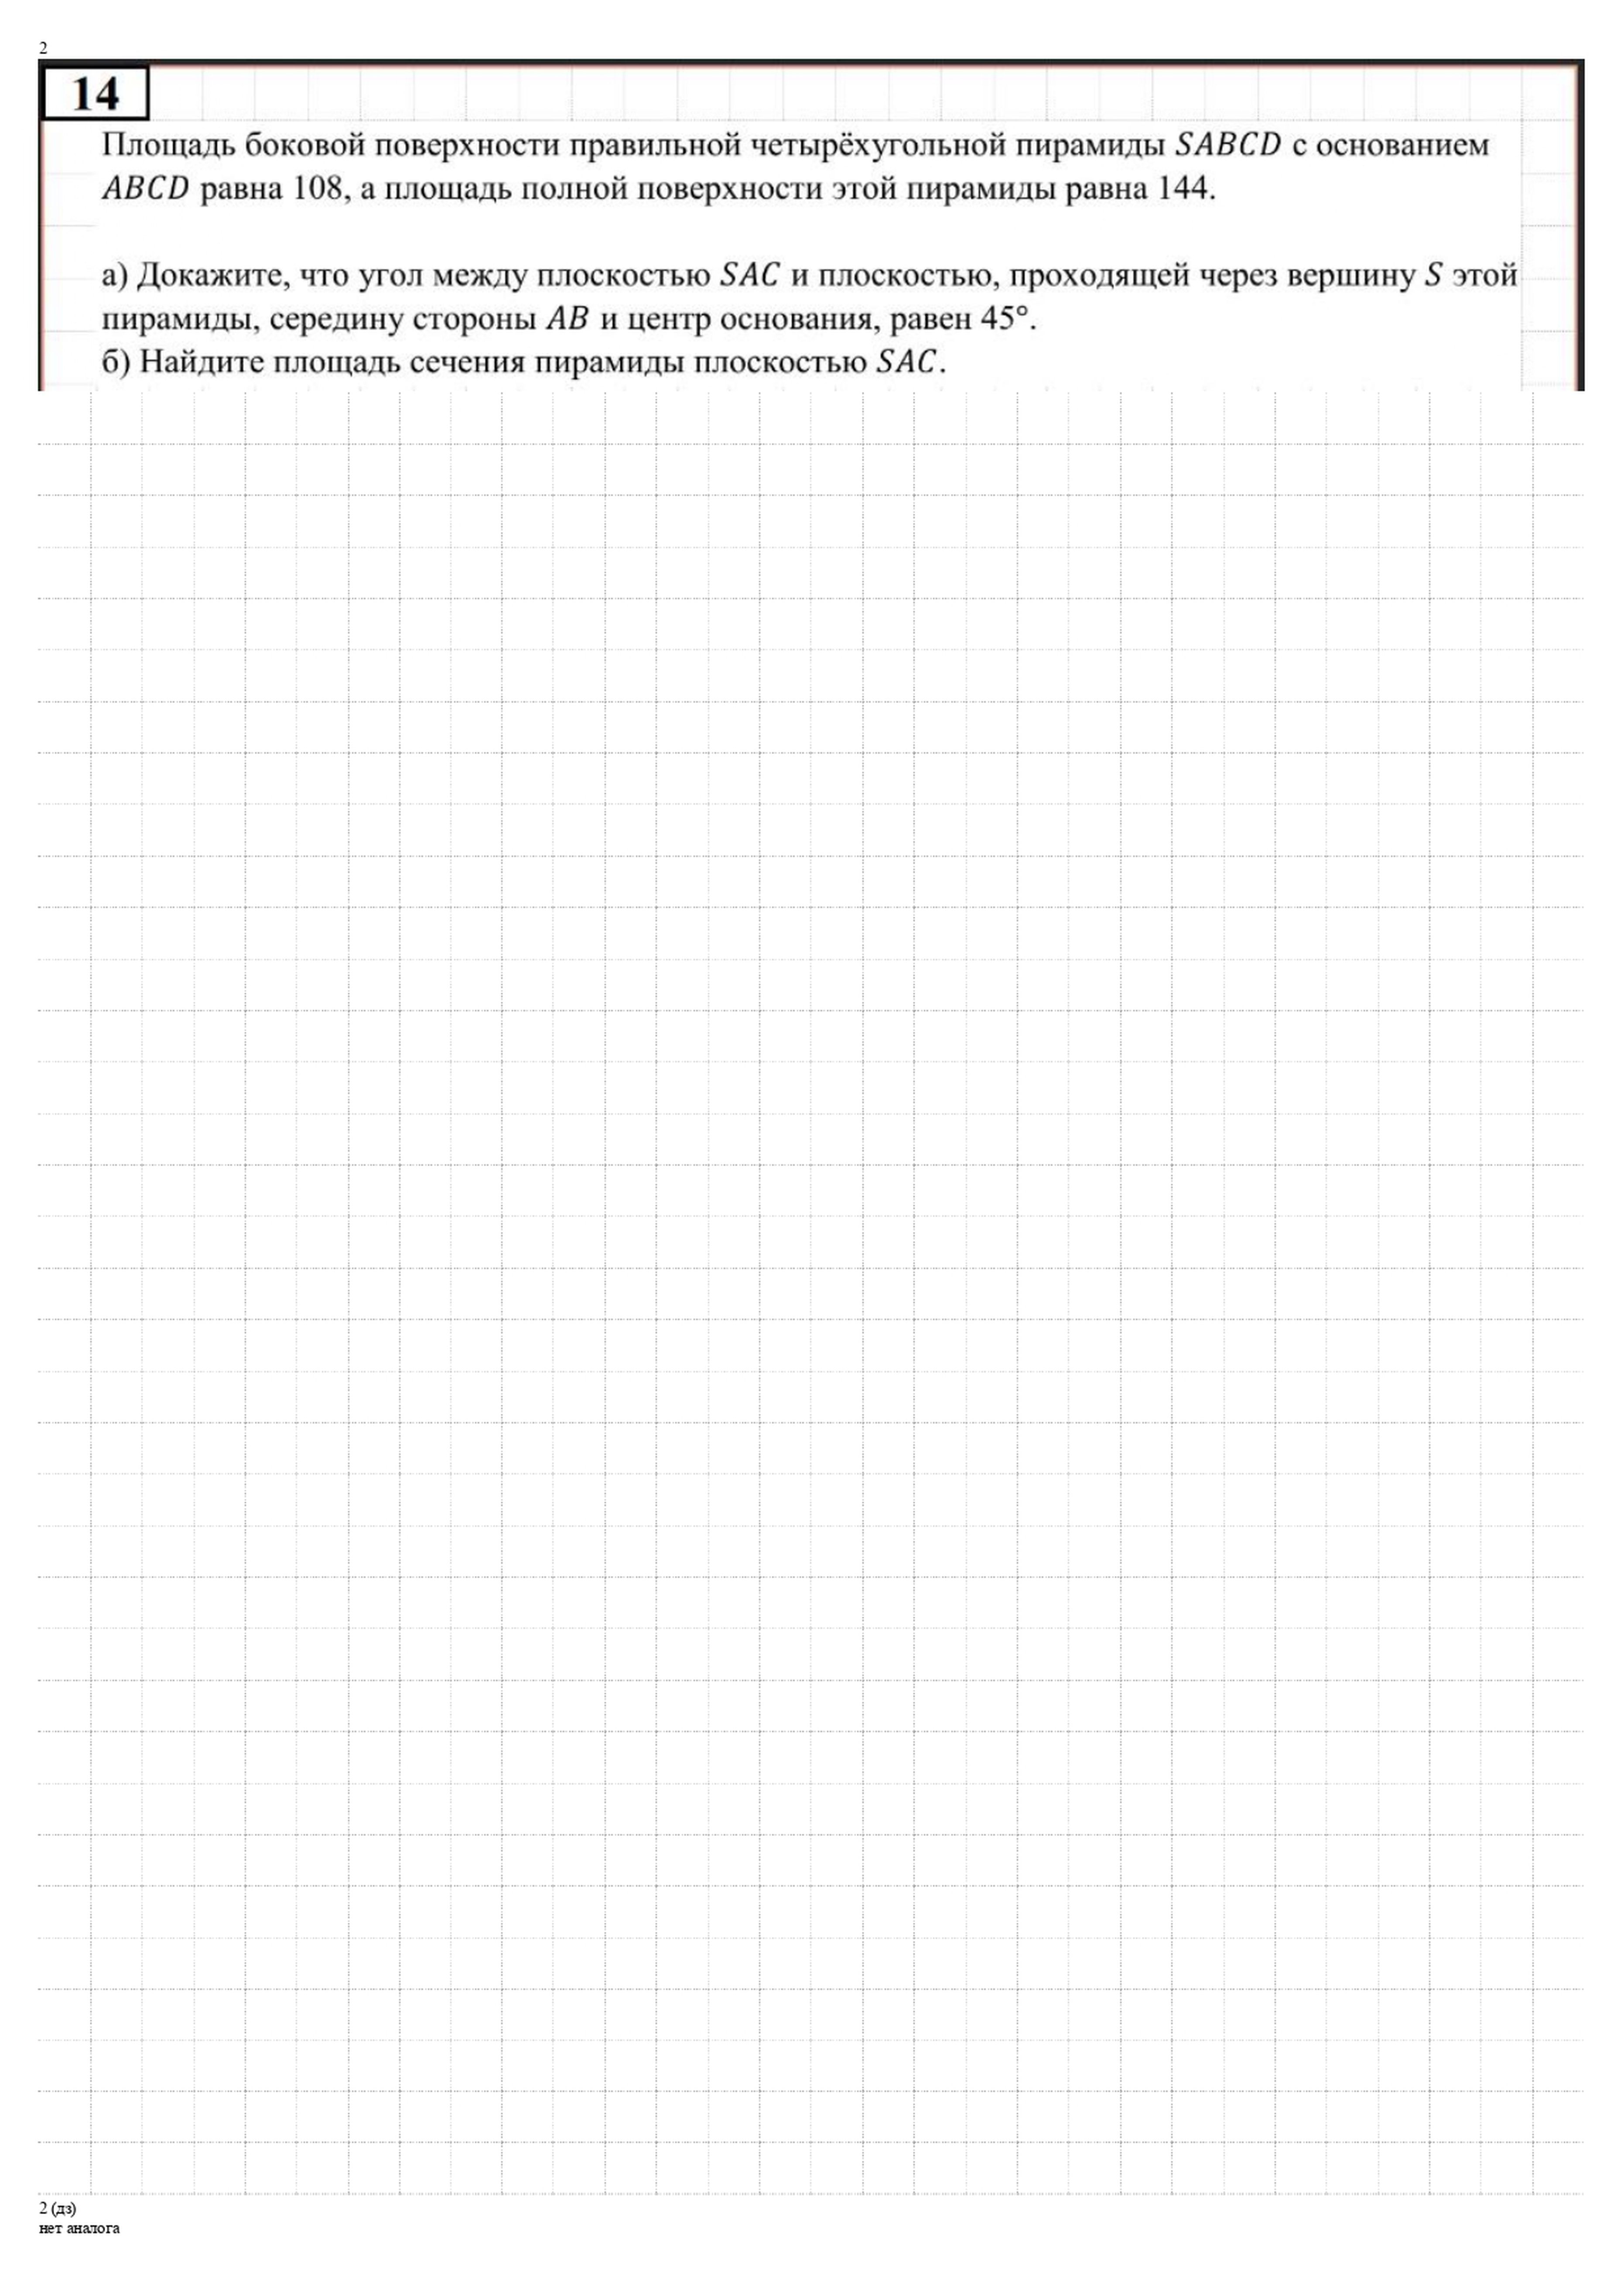 2
14
Площадь боковой поверхности правильной четырёхугольной пирамиды SABCD с основанием
ABCD равна 108, а площадь полной поверхности этой пирамиды равна 144.
а) Докажите, что угол между плоскостью SAC и плоскостью, проходящей через вершину S этой
пирамиды, середину стороны AB и центр основания, равен 45°.
б) Найдите площадь сечения пирамиды плоскостью SAC.
2 (дз)
нет аналога